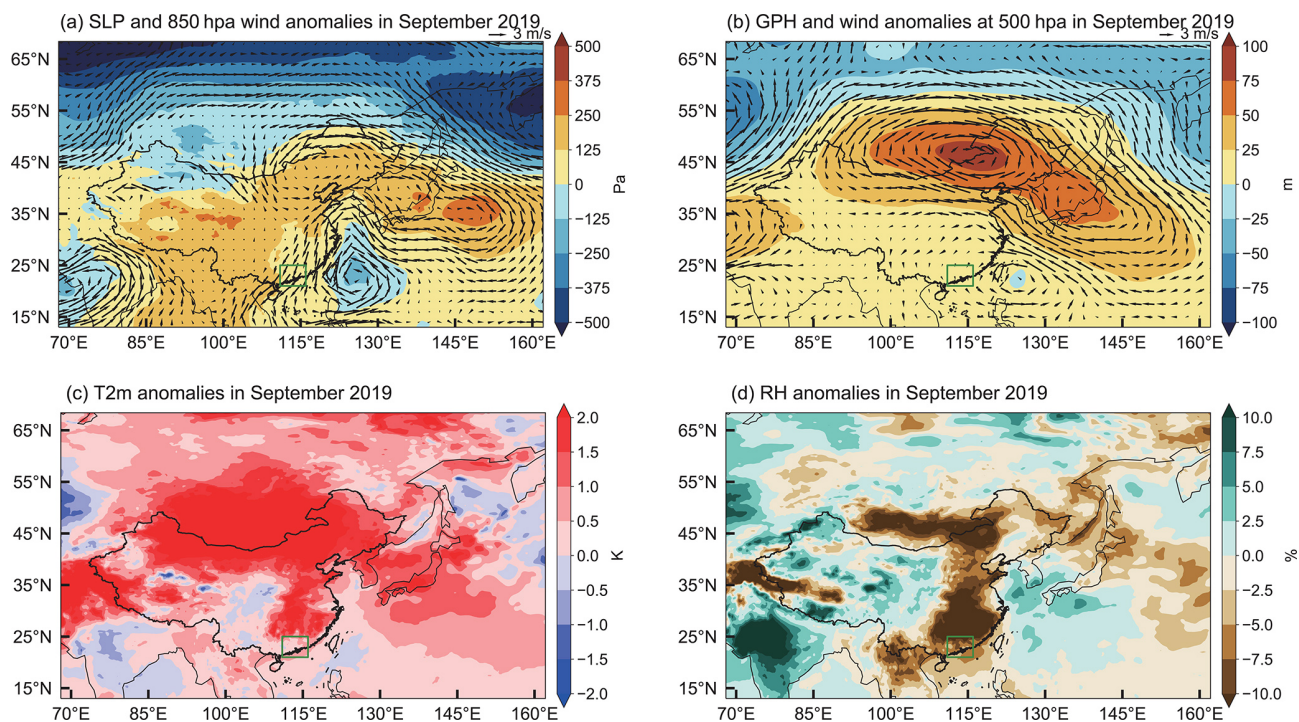 (a) SLP and 850 hpa wind anomalies in September 2019
3 m/s
65°N
55°N
45°N
35°N
25°N
15°N
70°E 85°E 100°E 115°E 130°E 145°E 160°E
500
375
250
125
0
−125
−250
−375
−500
Pa
(b) GPH and wind anomalies at 500 hpa in September 2019
3 m/s
65°N
55°N
45°N
35°N
25°N
15°N
70°E 85°E 100°E 115°E 130°E 145°E 160°E
100
75
50
25
0
−25
−50
−75
−100
m
(c) T2m anomalies in September 2019
65°N
55°N
45°N
35°N
25°N
15°N
70°E 85°E 100°E 115°E 130°E 145°E 160°E
2.0
1.5
1.0
0.5
0.0
−0.5
−1.0
−1.5
−2.0
K
(d) RH anomalies in September 2019
65°N
55°N
45°N
35°N
25°N
15°N
70°E 85°E 100°E 115°E 130°E 145°E 160°E
10.0
7.5
5.0
2.5
0.0
−2.5
−5.0
−7.5
−10.0
%